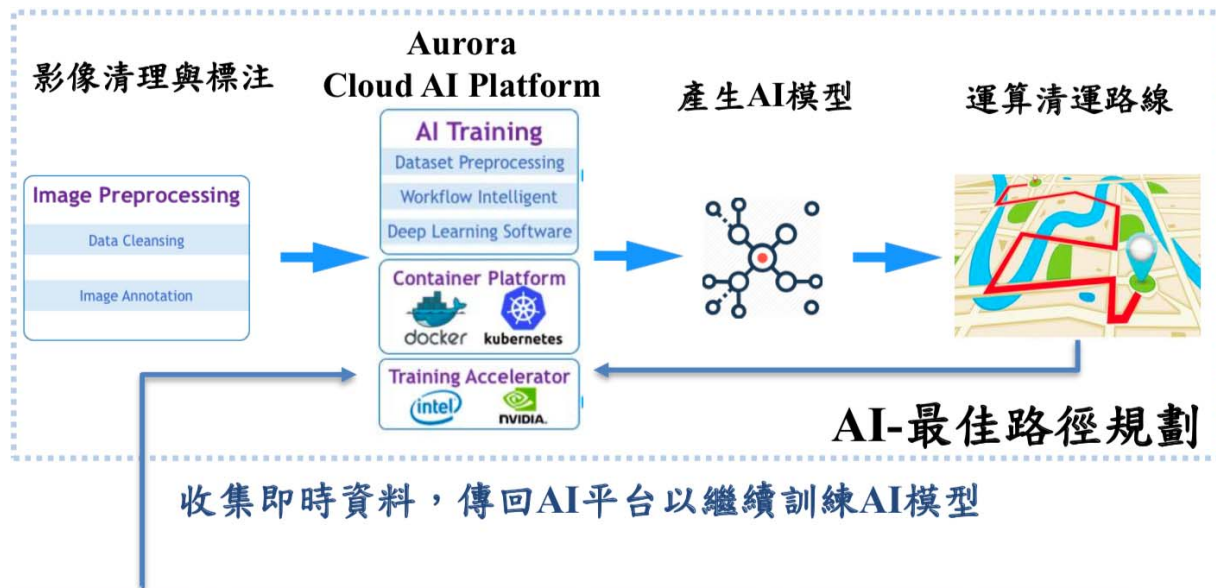 影像清理與標注
Aurora
Cloud AI Platform
產生AI模型
運算清運路線
Image Preprocessing
Data Cleansing
Image Annotation
AI Training
Dataset Preprocessing
Workflow Intelligent
Deep Learning Software
Container Platform
docker
kubernetes
Training Accelerator
intel
NVIDIA.
AI-最佳路徑規劃
收集即時資料，傳回AI平台以繼續訓練AI模型